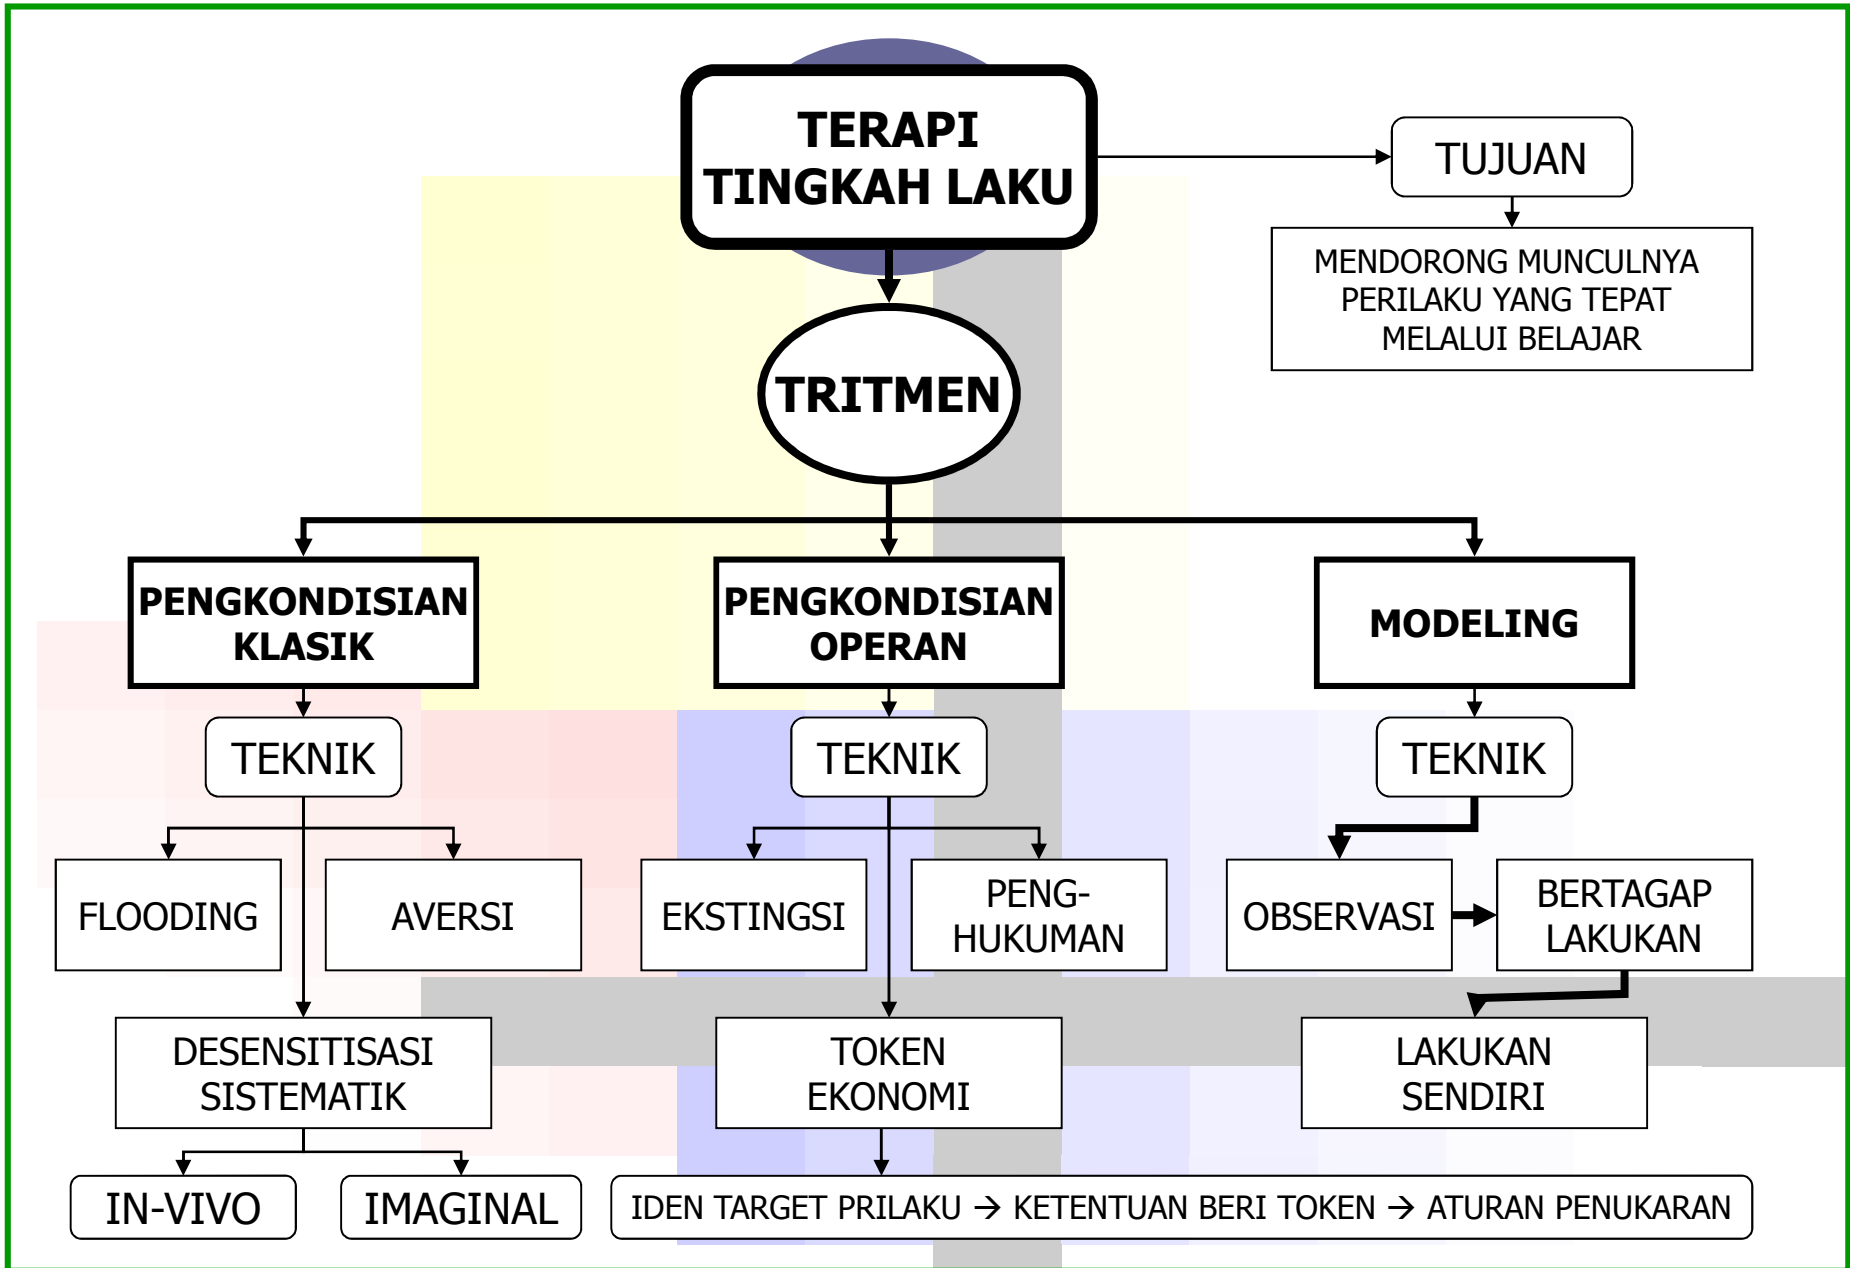 TERAPI
TINGKAH LAKU
TUJUAN
MENDORONG MUNCULNYA
PERILAKU YANG TEPAT
MELALUI BELAJAR
TRITMEN
PENGKONDISIAN
KLASIK
PENGKONDISIAN
OPERAN
MODELING
TEKNIK
TEKNIK
TEKNIK
FLOODING
AVERSI
EKSTINGSI
PENG-
HUKUMAN
OBSERVASI
BERTAGAP
LAKUKAN
DESENSITISASI
SISTEMATIK
TOKEN
EKONOMI
LAKUKAN
SENDIRI
IN-VIVO
IMAGINAL
IDEN TARGET PRILAKU → KETENTUAN BERI TOKEN → ATURAN PENUKARAN